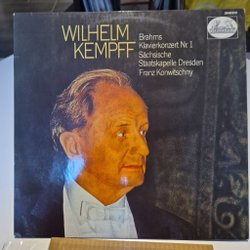 WILHELM
KEMPFF
Brahms
Klavierkonzert Nr. 1
Sächsische
Staatskapelle Dresden
Franz Konwitschny